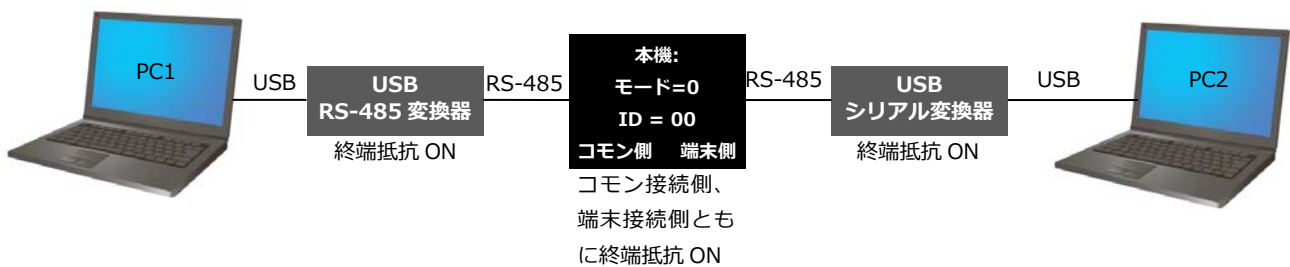 PC1
USB
USB
RS-485 変換器
終端抵抗 ON
RS-485
本機:
モード=0
ID = 00
コモン側 端末側
コモン接続側、
端末接続側とも
に終端抵抗 ON
RS-485
USB
シリアル変換器
終端抵抗 ON
USB
PC2